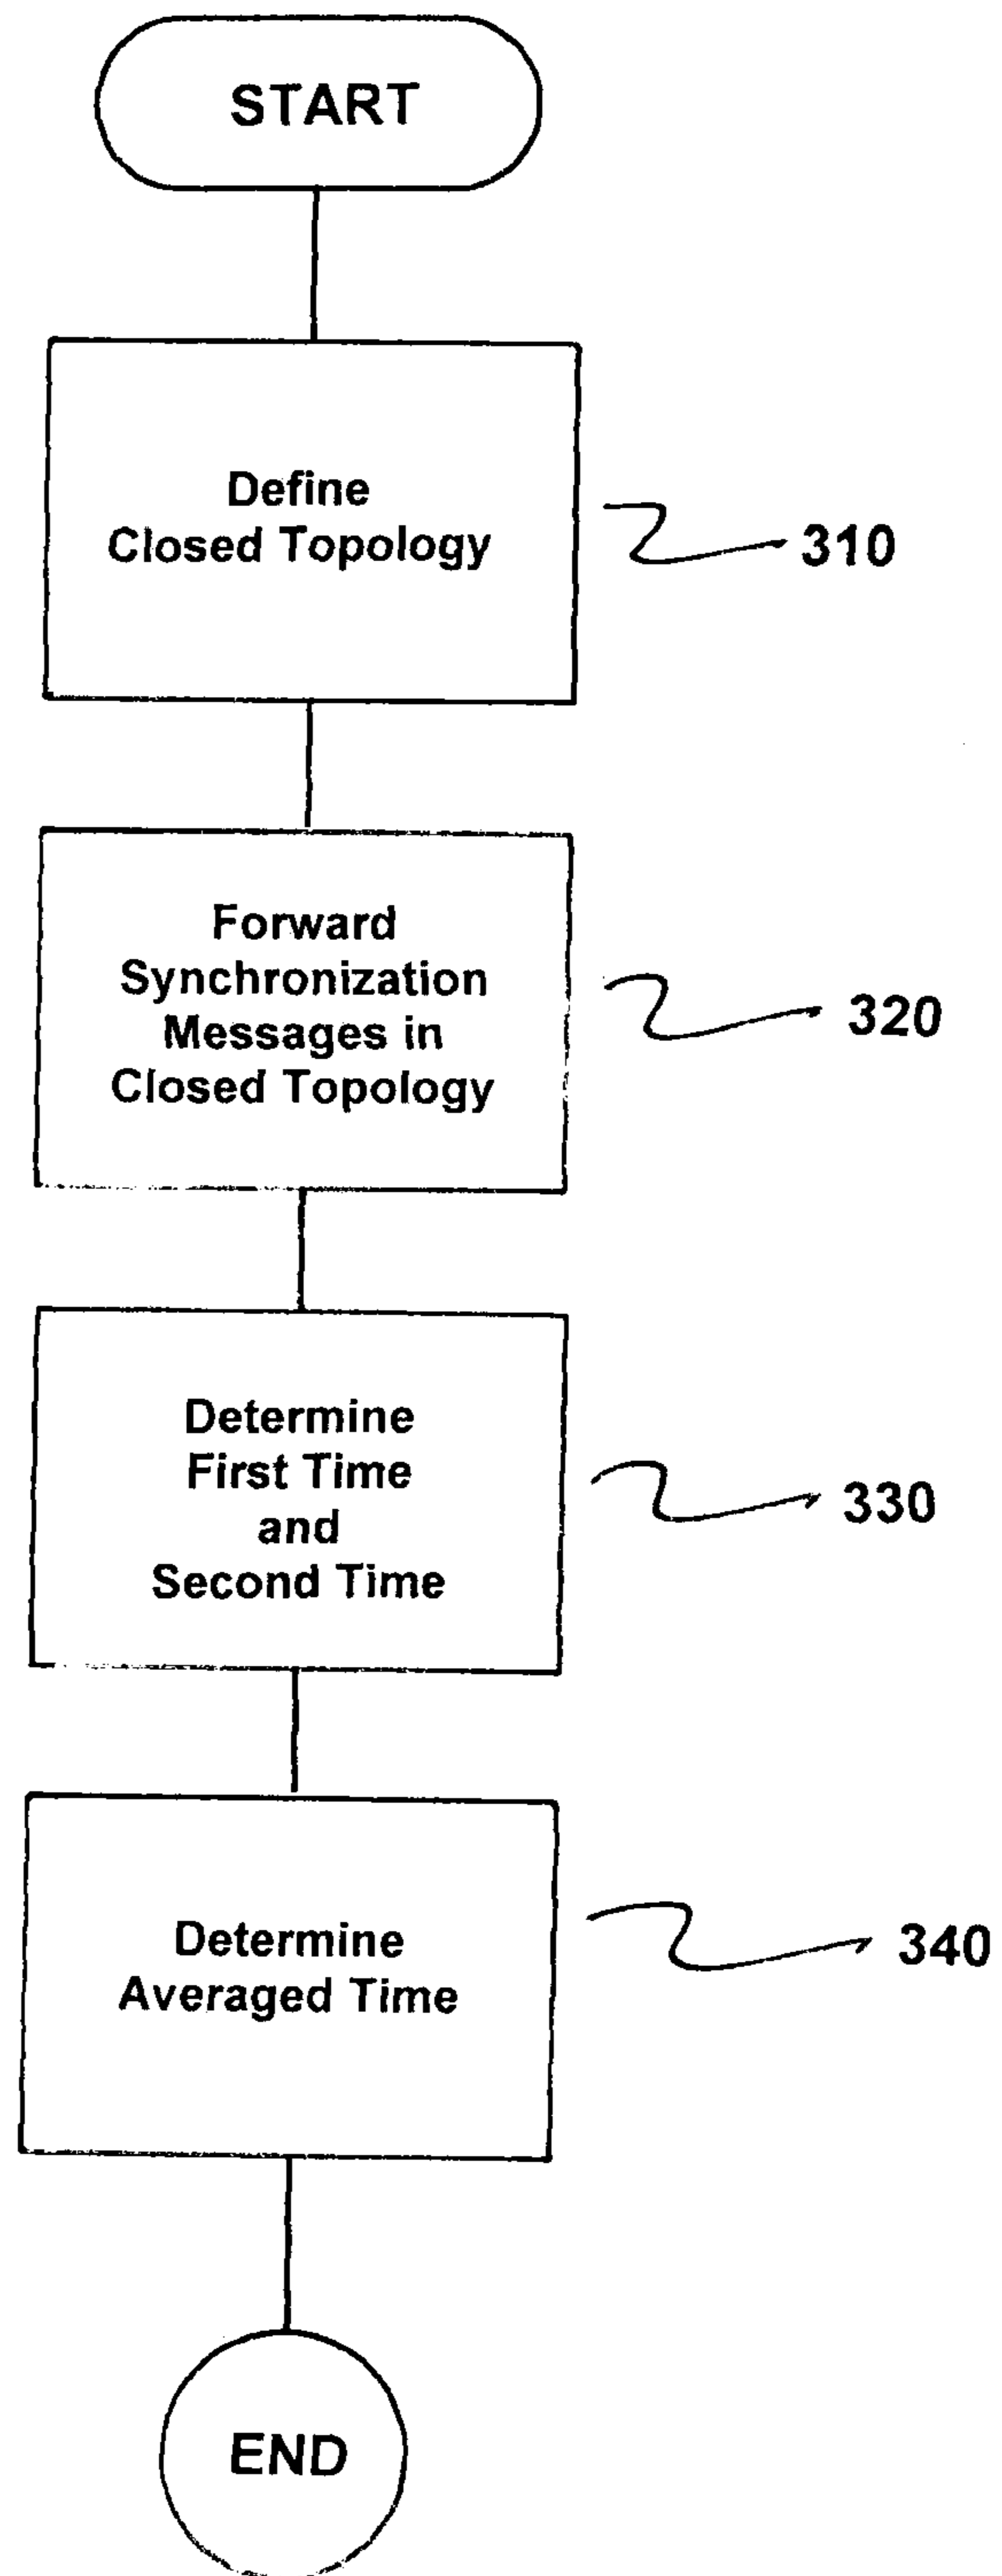 START
Define
Closed Topology
310
Forward
Synchronization
Messages in
Closed Topology
320
Determine
First Time
and
Second Time
330
Determine
Averaged Time
340
END